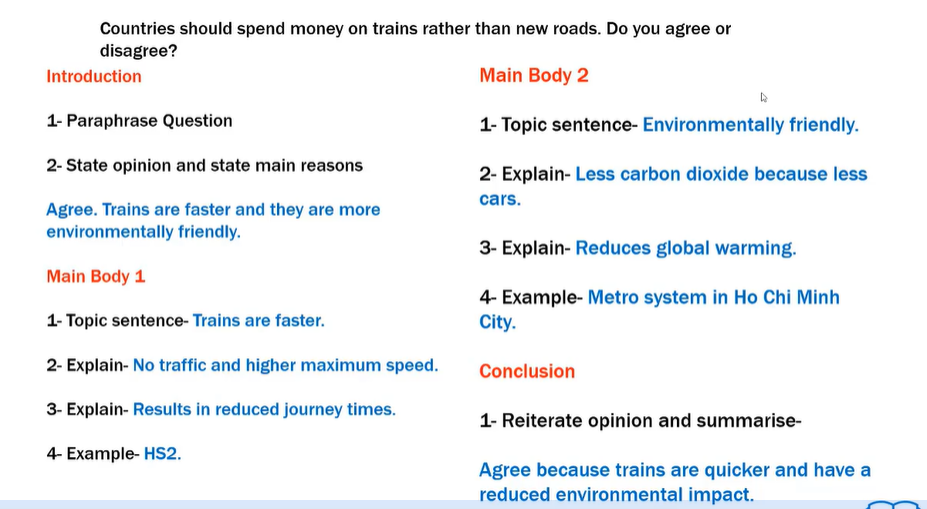 Countries should spend money on trains rather than new roads. Do you agree or
disagree?
Introduction
1- Paraphrase Question
2- State opinion and state main reasons
Agree. Trains are faster and they are more
environmentally friendly.
Main Body 1
1- Topic sentence- Trains are faster.
2- Explain- No traffic and higher maximum speed.
3- Explain- Results in reduced journey times.
4- Example- HS2.
Main Body 2
1- Topic sentence- Environmentally friendly.
2- Explain- Less carbon dioxide because less
cars.
3- Explain- Reduces global warming.
4- Example- Metro system in Ho Chi Minh
City.
Conclusion
1- Reiterate opinion and summarise-
Agree because trains are quicker and have a
reduced environmental impact.